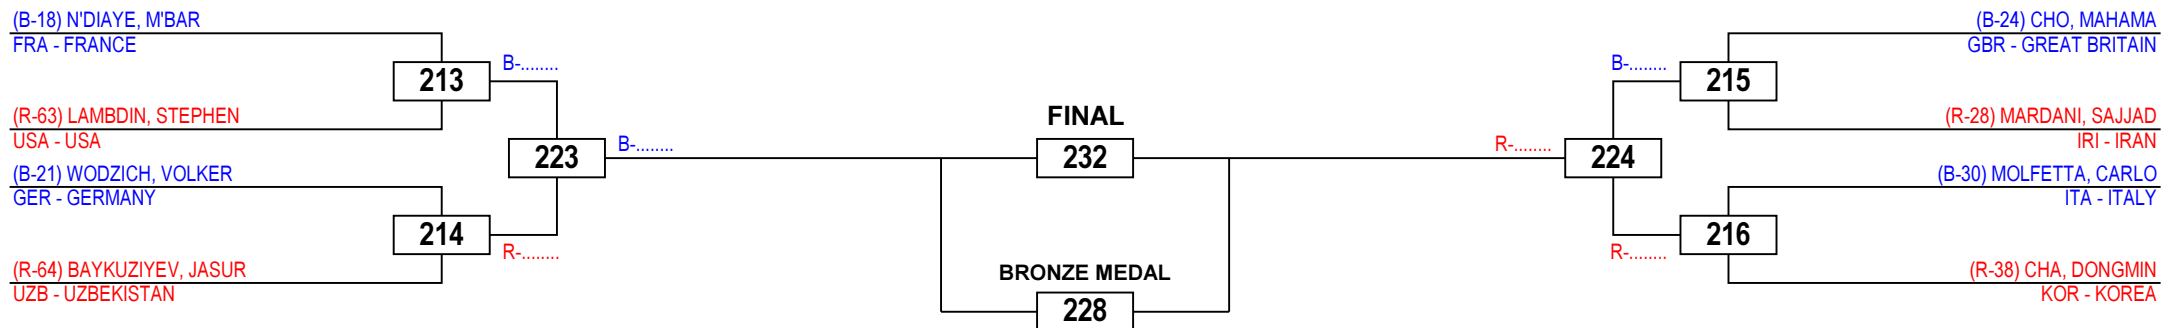 (B-18) N'DIAYE, M'BAR
FRA - FRANCE
213
B-........
(R-63) LAMBDIN, STEPHEN
USA - USA
223
B-........
(B-21) WODZICH, VOLKER
GER - GERMANY
214
R-........
(R-64) BAYKUZIYEV, JASUR
UZB - UZBEKISTAN
FINAL
232
BRONZE MEDAL
228
(B-24) CHO, MAHAMA
GBR - GREAT BRITAIN
B-........
215
(R-28) MARDANI, SAJJAD
IRI - IRAN
R-........
224
(B-30) MOLFETTA, CARLO
ITA - ITALY
216
R-........
(R-38) CHA, DONGMIN
KOR - KOREA